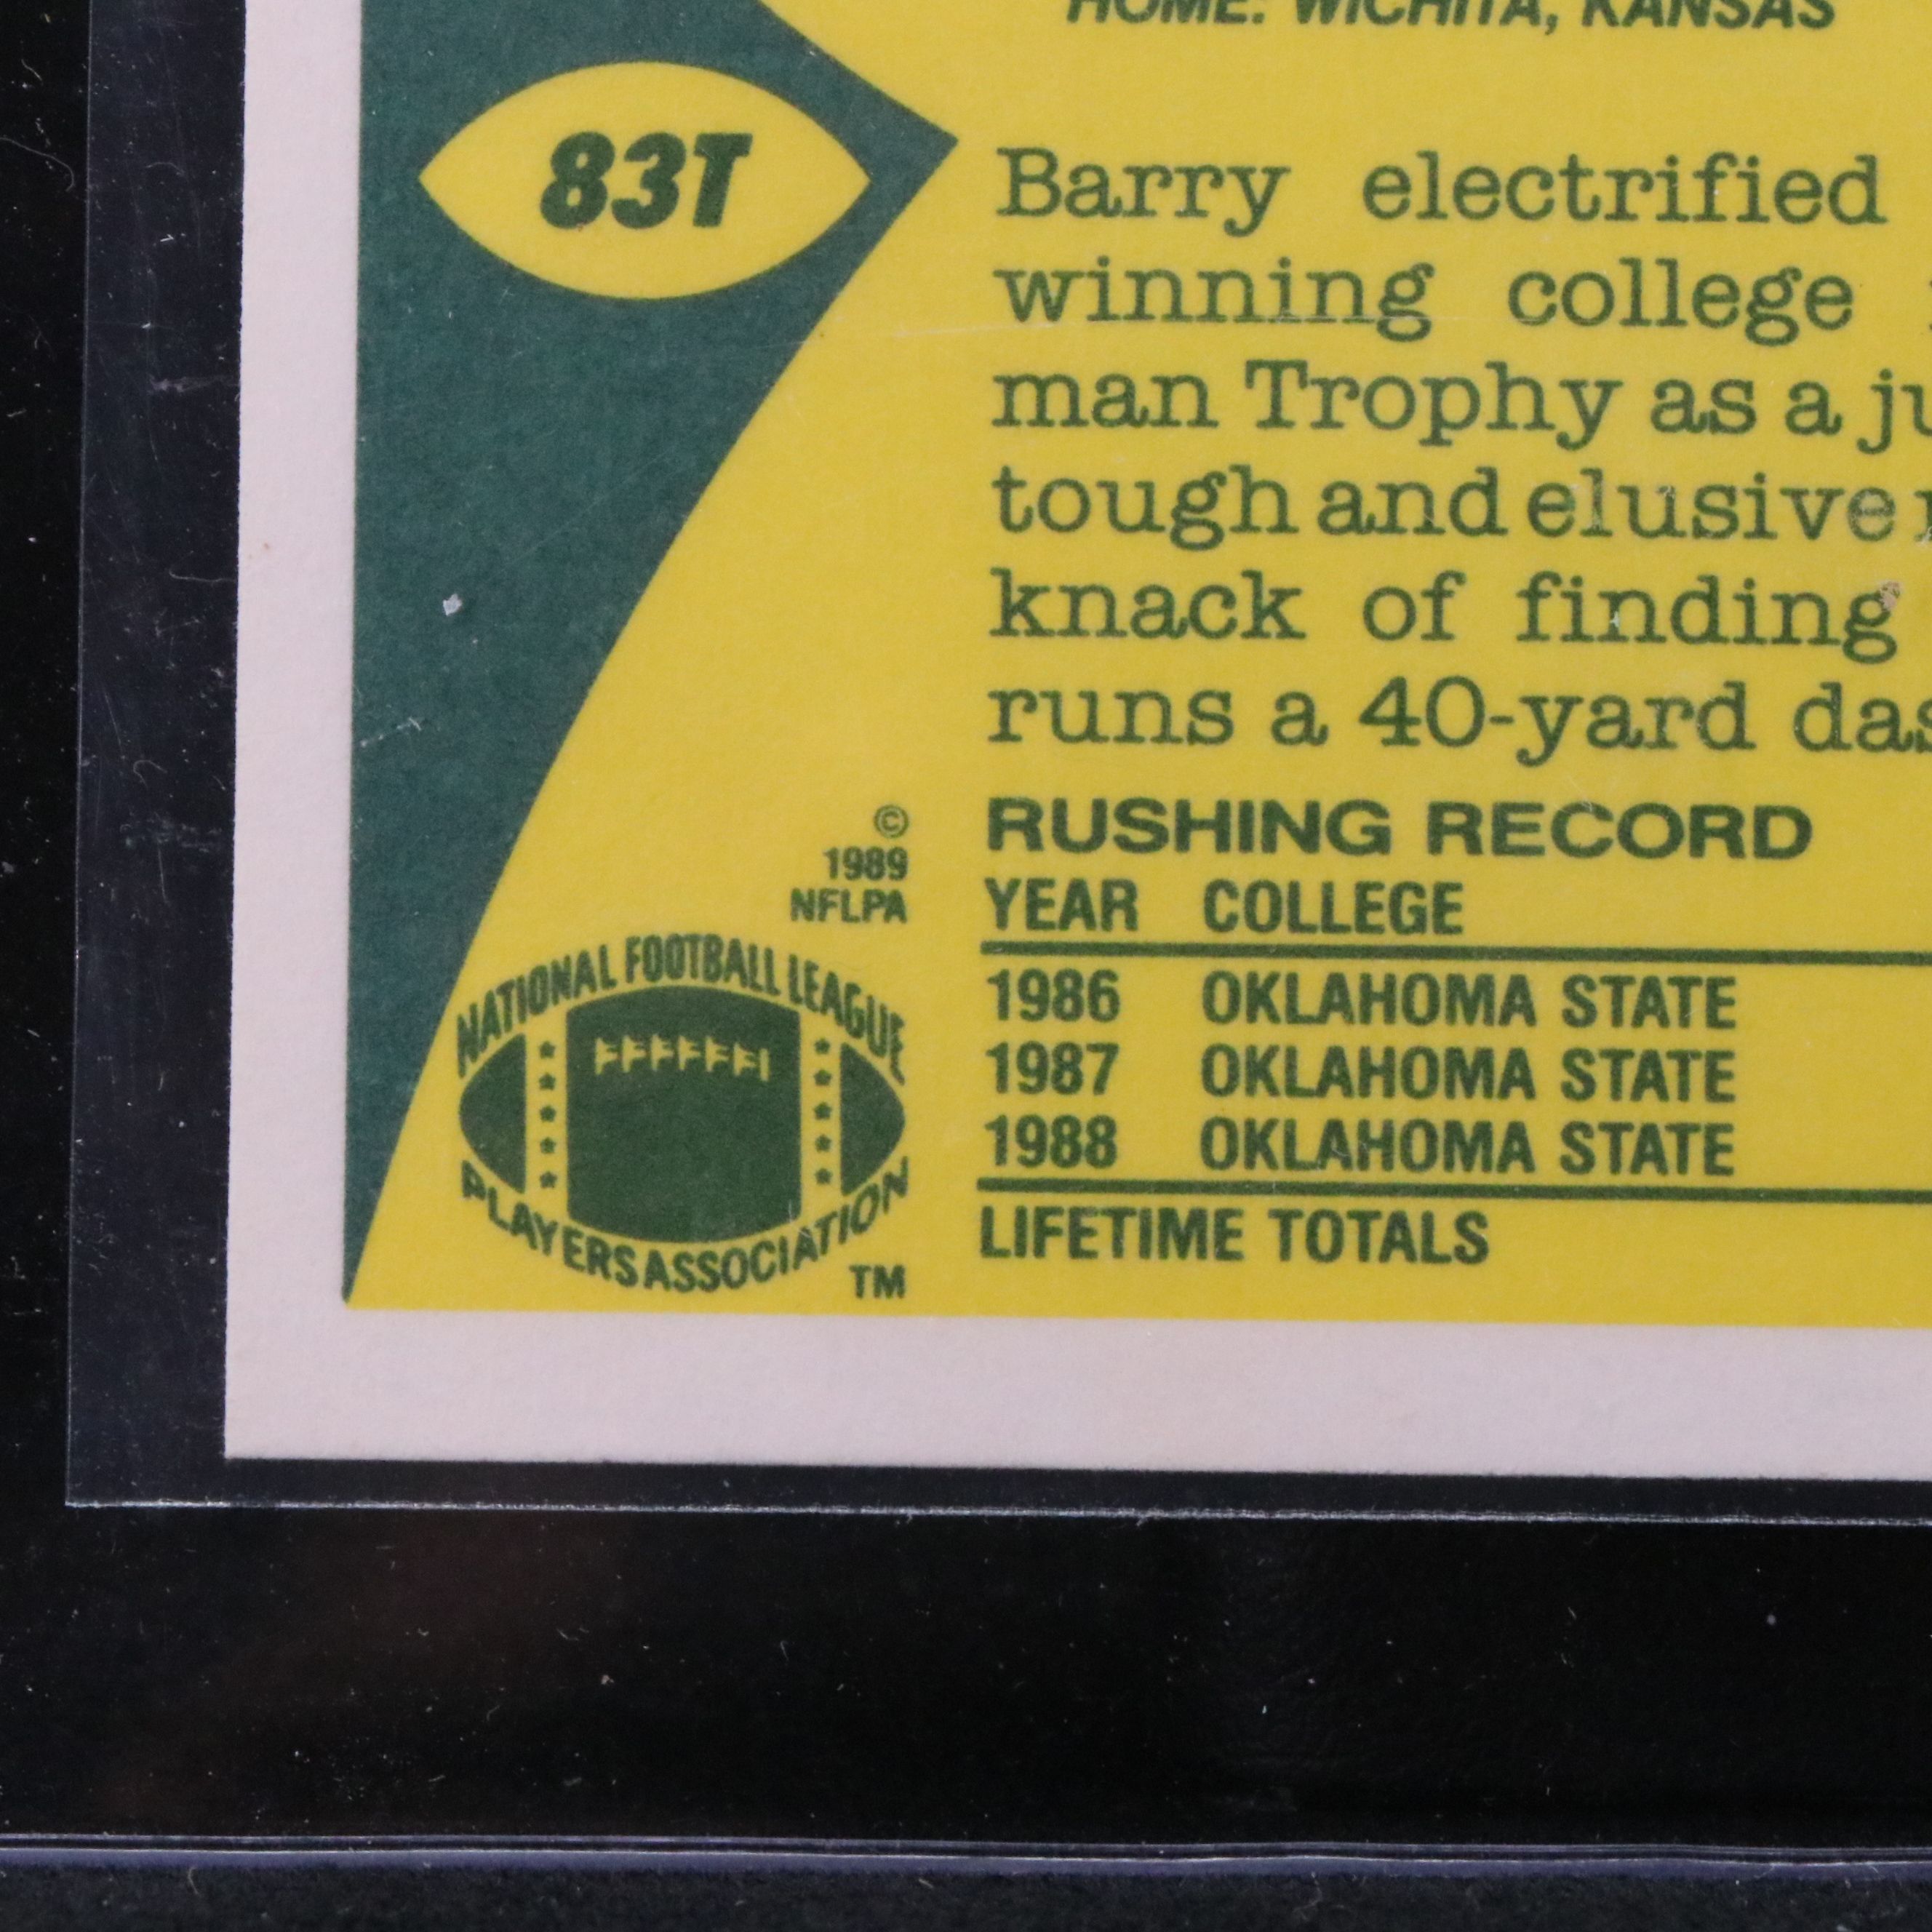 HOME: WICHITA, KANSAS
83T
Barry electrified
winning college
man Trophy as a ju
tough and elusive
knack of finding
runs a 40-yard das
©
1989
NFLPA
NATIONAL FOOTBALL LEAGUE
PLAYERS ASSOCIATION
TM
RUSHING RECORD
YEAR COLLEGE
1986 OKLAHOMA STATE
1987 OKLAHOMA STATE
1988 OKLAHOMA STATE
LIFETIME TOTALS